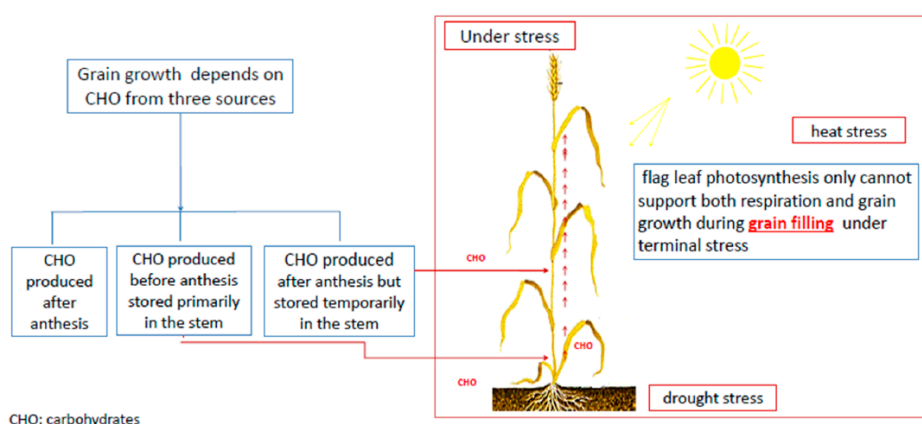 Grain growth depends on
CHO from three sources
CHO
produced
after
anthesis
CHO produced
before anthesis
stored primarily
in the stem
CHO produced
after anthesis but
stored temporarily
in the stem
CHO: carbohydrates
Under stress
heat stress
flag leaf photosynthesis only cannot
support both respiration and grain
growth during grain filling under
terminal stress
CHO
CHO
CHO
drought stress